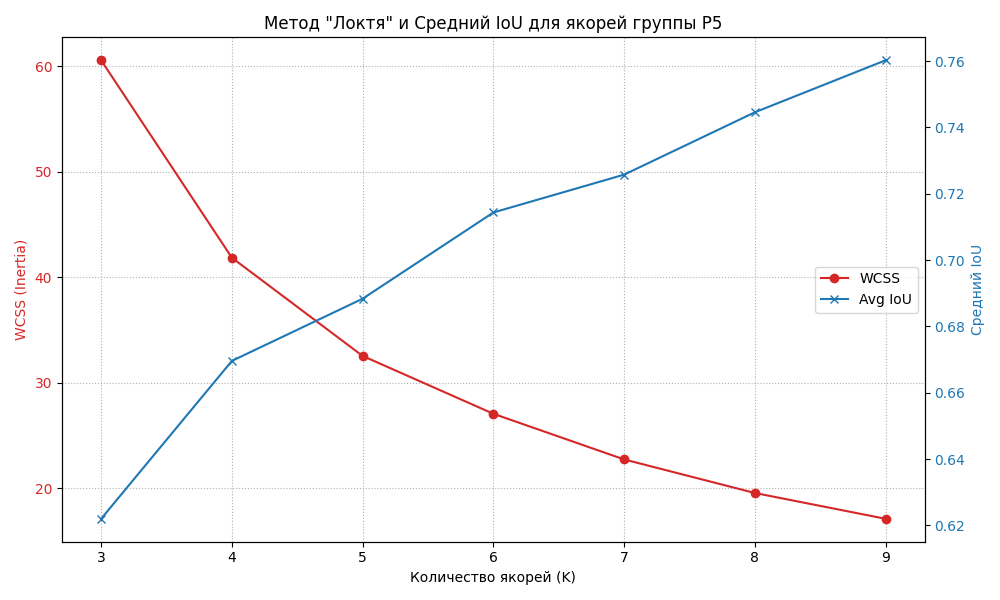 Метод "Локтя" и Средний IoU для якорей группы P5
WCSS (Inertia)
60
50
40
30
20
0.76
0.74
0.72
0.70
0.68
0.66
0.64
0.62
Средний IoU
WCSS
Avg IoU
3 4 5 6 7 8 9
Количество якорей (K)